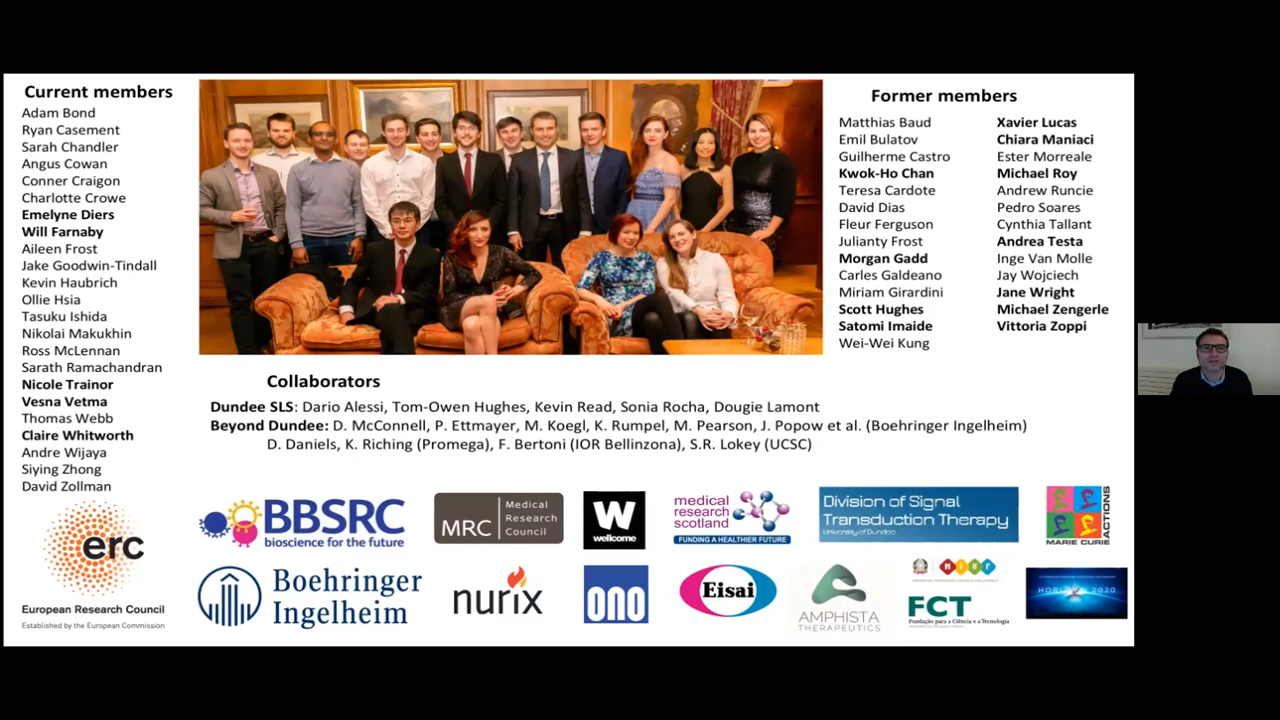 Current members
Adam Bond
Ryan Casement
Sarah Chandler
Angus Cowan
Conner Craigon
Charlotte Crowe
Emelyne Diers
Will Farnaby
Aileen Frost
Jake Goodwin-Tindall
Kevin Haubrich
Ollie Hsia
Tasuku Ishida
Nikolai Makukhin
Ross McLennan
Sarath Ramachandran
Nicole Trainor
Vesna Vetma
Thomas Webb
Claire Whitworth
Andre Wijaya
Siying Zhong
David Zollman
Former members
Matthias Baud
Emil Bulatov
Guilherme Castro
Kwok-Ho Chan
Teresa Cardote
David Dias
Fleur Ferguson
Julianty Frost
Morgan Gadd
Carles Galdeano
Miriam Girardini
Scott Hughes
Satomi Imaide
Wei-Wei Kung
Xavier Lucas
Chiara Maniaci
Ester Morreale
Michael Roy
Andrew Runcie
Pedro Soares
Cynthia Tallant
Andrea Testa
Inge Van Molle
Jay Wojciech
Jane Wright
Michael Zengerle
Vittoria Zoppi
Collaborators
Dundee SLS: Dario Alessi, Tom-Owen Hughes, Kevin Read, Sonia Rocha, Dougie Lamont
Beyond Dundee: D. McConnell, P. Ettmayer, M. Koegl, K. Rumpel, M. Pearson, J. Popow et al. (Boehringer Ingelheim)
D. Daniels, K. Riching (Promega), F. Bertoni (IOR Bellinzona), S.R. Lokey (UCSC)
erc
European Research Council
Established by the European Commission
BBSRC
bioscience for the future
MRC
Medical
Research
Council
W
wellcome
medical
research
scotland
FUNDING A HEALTHIER FUTURE
Division of Signal
Transduction Therapy
University of Dundee
MARIE CURIE
ACTIONS
Boehringer
Ingelheim
nurix
ono
Eisai
AMPHISTA
THERAPEUTICS
miur
FCT
Fundação para a Ciência e a Tecnologia
HORIZON 2020